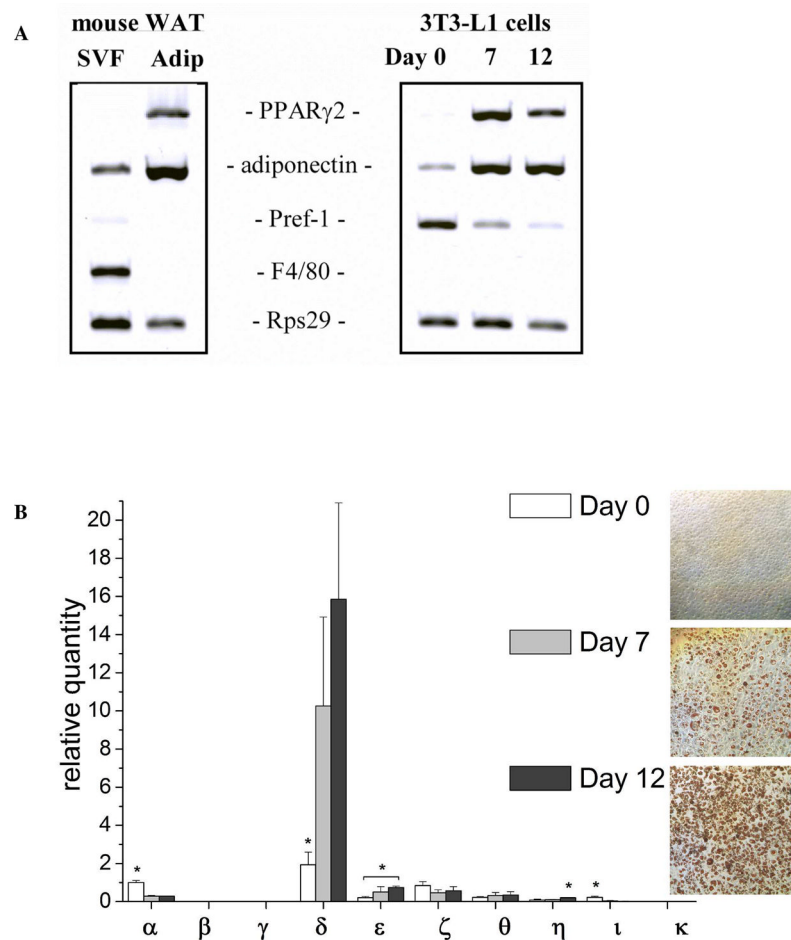 A
mouse WAT
SVF Adip
3T3-L1 cells
Day 0 7 12
- PPARγ2 -
- adiponectin -
- Pref-1 -
- F4/80 -
- Rps29 -
B
relative quantity
20
18
16
14
12
10
8
6
4
2
0
* * * * *
α β γ δ ε ζ θ η ι κ
Day 0
Day 7
Day 12